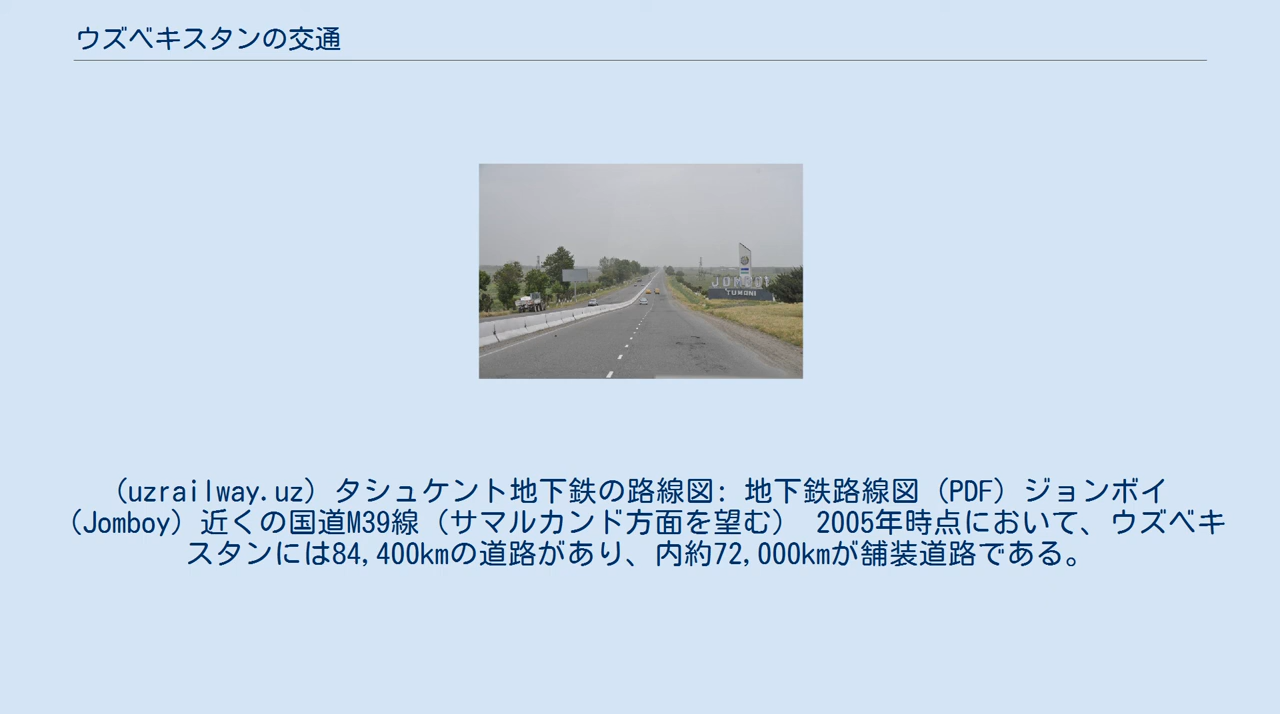 ウズベキスタンの交通
JOMBOY
TUMANI
（uzrailway.uz）タシュケント地下鉄の路線図: 地下鉄路線図（PDF）ジョンボイ
（Jomboy）近くの国道M39線（サマルカンド方面を望む） 2005年時点において、ウズベキ
スタンには84,400kmの道路があり、内約72,000kmが舗装道路である。